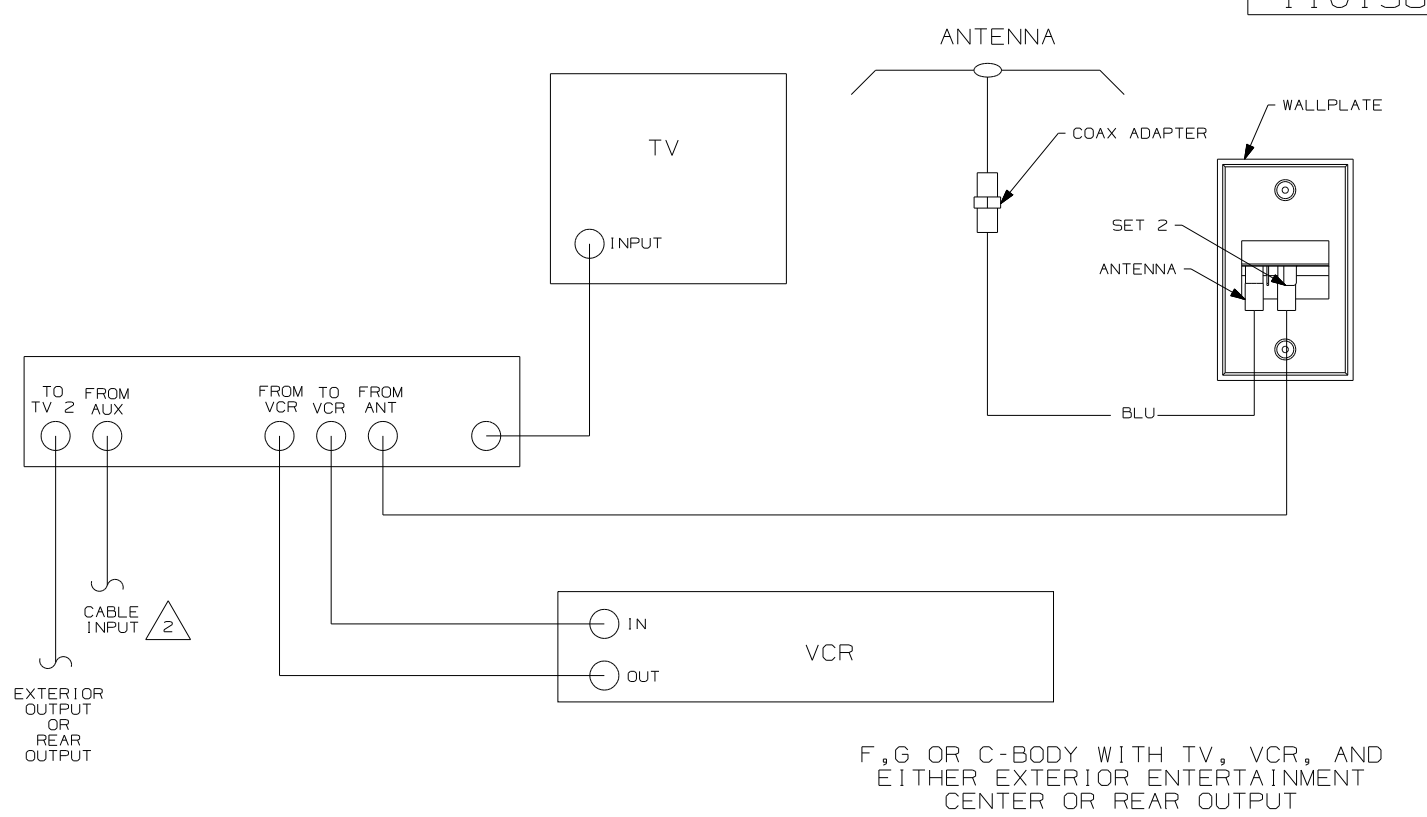 ANTENNA
WALLPLATE
COAX ADAPTER
TV
SET 2
INPUT
ANTENNA
TO
TV 2
FROM
AUX
FROM
VCR
TO
VCR
FROM
ANT
BLU
CABLE
INPUT
2
IN
VCR
OUT
EXTERIOR
OUTPUT
OR
REAR
OUTPUT
F,G OR C-BODY WITH TV, VCR, AND
EITHER EXTERIOR ENTERTAINMENT
CENTER OR REAR OUTPUT